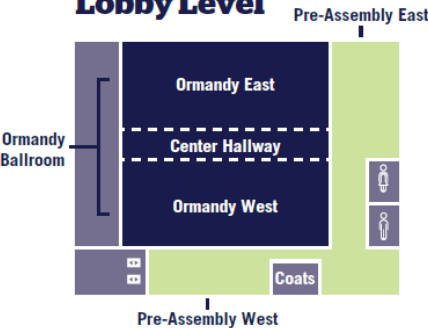 Lobby Level
Pre-Assembly East
Ormandy East
Ormandy
Ballroom
Center Hallway
Ormandy West
Coats
Pre-Assembly West